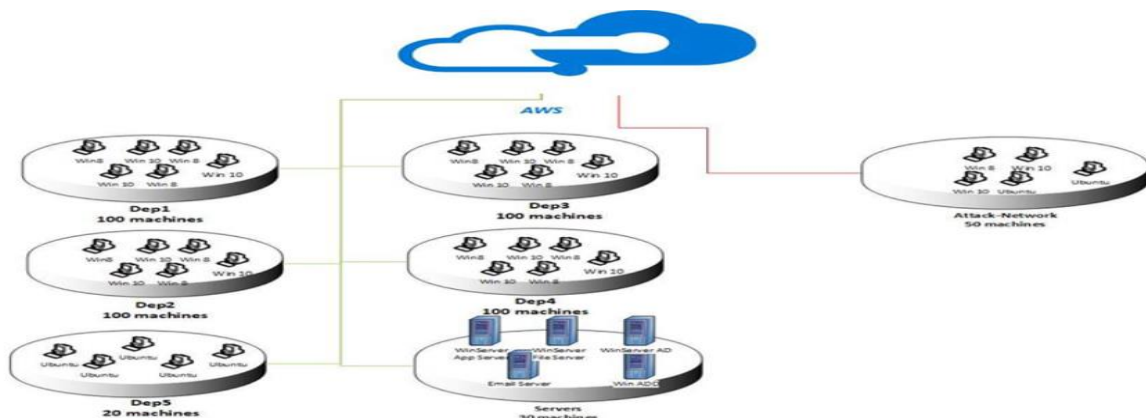 AWS
Win8
Win 10
Win 8
Win 10
Win 10
Win 8
Dep1
100 machines
Win8
Win 10
Win 8
Win 10
Win 10
Win 8
Dep3
100 machines
Win 8
Win 10
Ubuntu
Win 10
Ubuntu
Attack-Network
50 machines
Win8
Win 10
Win 8
Win 10
Win 10
Win 8
Dep2
100 machines
Win8
Win 10
Win 8
Win 10
Win 10
Win 8
Dep4
100 machines
Ubuntu
Ubuntu
Ubuntu
Ubuntu
Ubuntu
Dep5
20 machines
WinServer
App Server
WinServer
File Server
WinServer AD
Email Server
Win ADC
Servers
machines